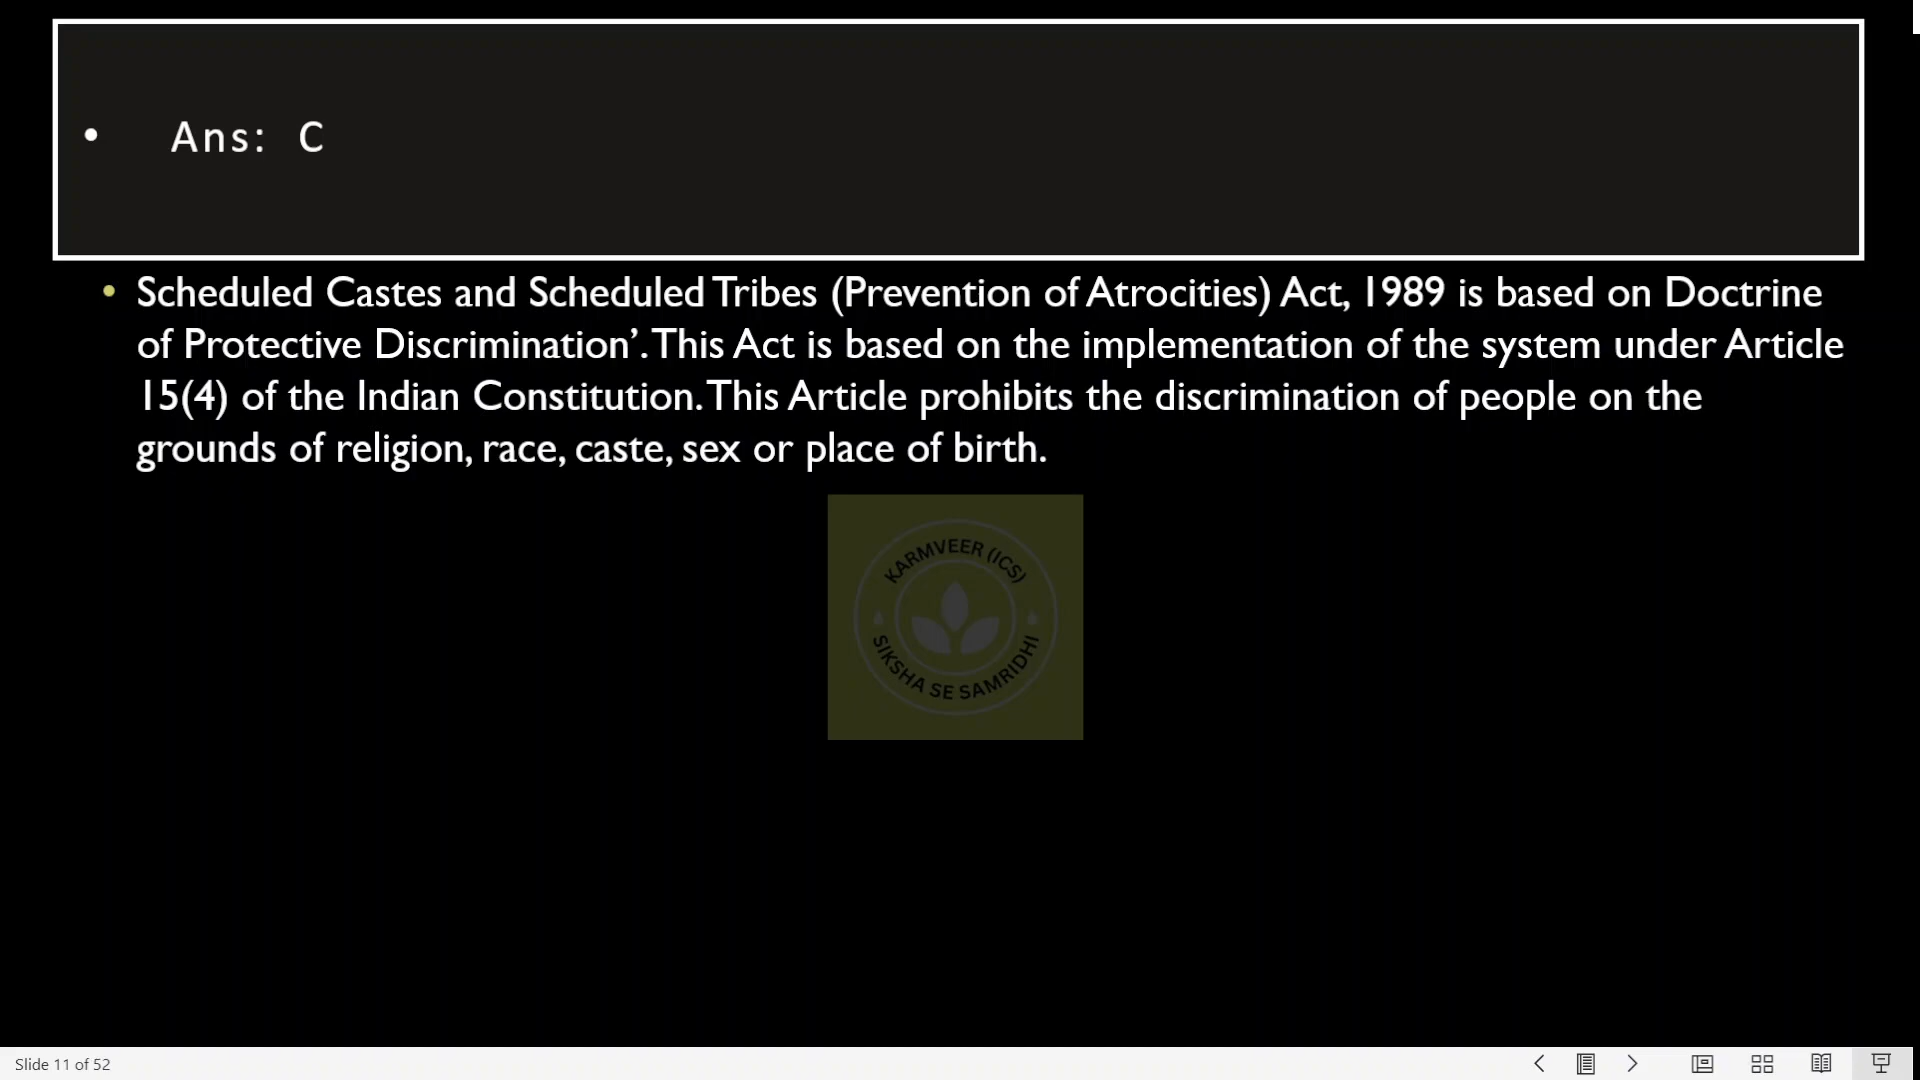 • Ans: C
• Scheduled Castes and Scheduled Tribes (Prevention of Atrocities) Act, 1989 is based on Doctrine
of Protective Discrimination’. This Act is based on the implementation of the system under Article
15(4) of the Indian Constitution. This Article prohibits the discrimination of people on the
grounds of religion, race, caste, sex or place of birth.
KARMVEER (ICS)
SIKSHA SE SAMRIDHI
Slide 11 of 52